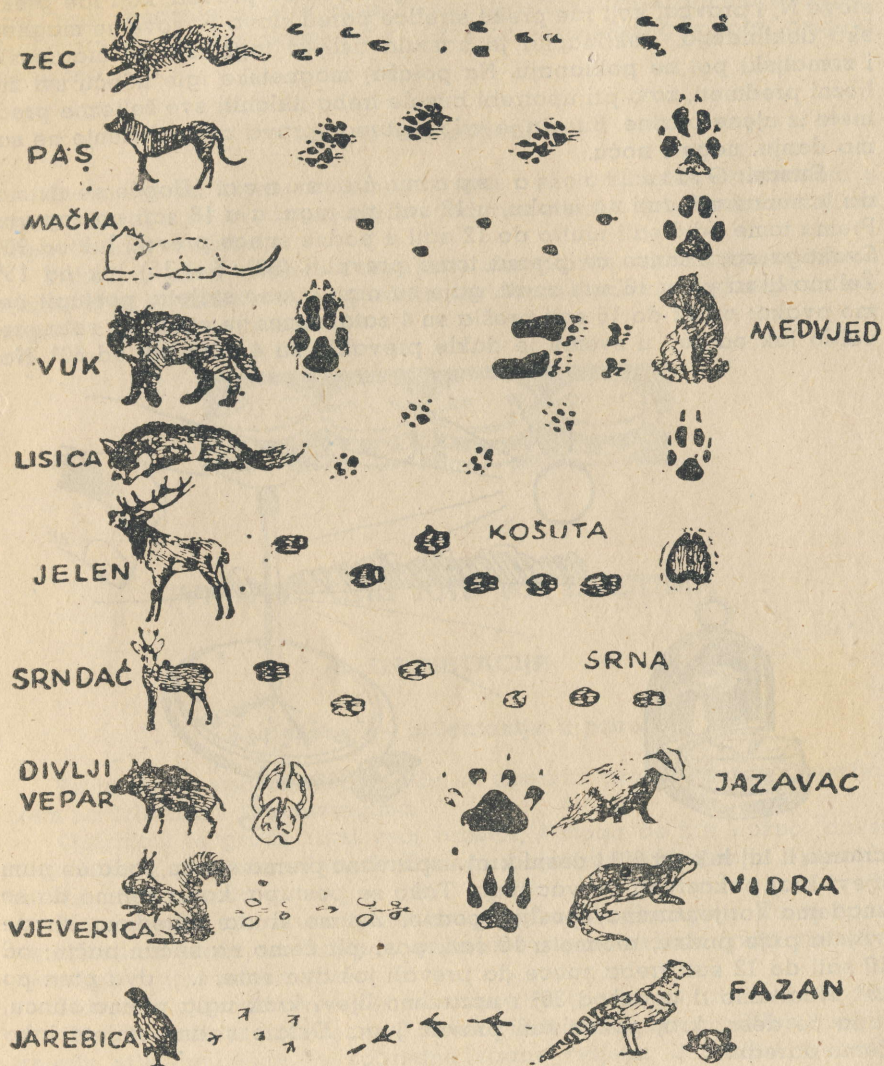 ZEC
PAS
MAČKA
VUK
MEDVJED
LISICA
JELEN
KOŠUTA
SRNDAĆ
SRNA
DIVLJI
VEPAR
JAZAVAC
VJEVERICA
VIDRA
JAREBICA
FAZAN